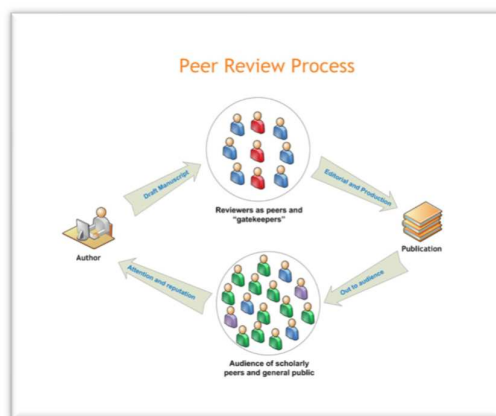 Peer Review Process
Draft Manuscript
Reviewers as peers and
"gatekeepers"
Editorial and Production
Author
Publication
Attention and reputation
Out to audience
Audience of scholarly
peers and general public